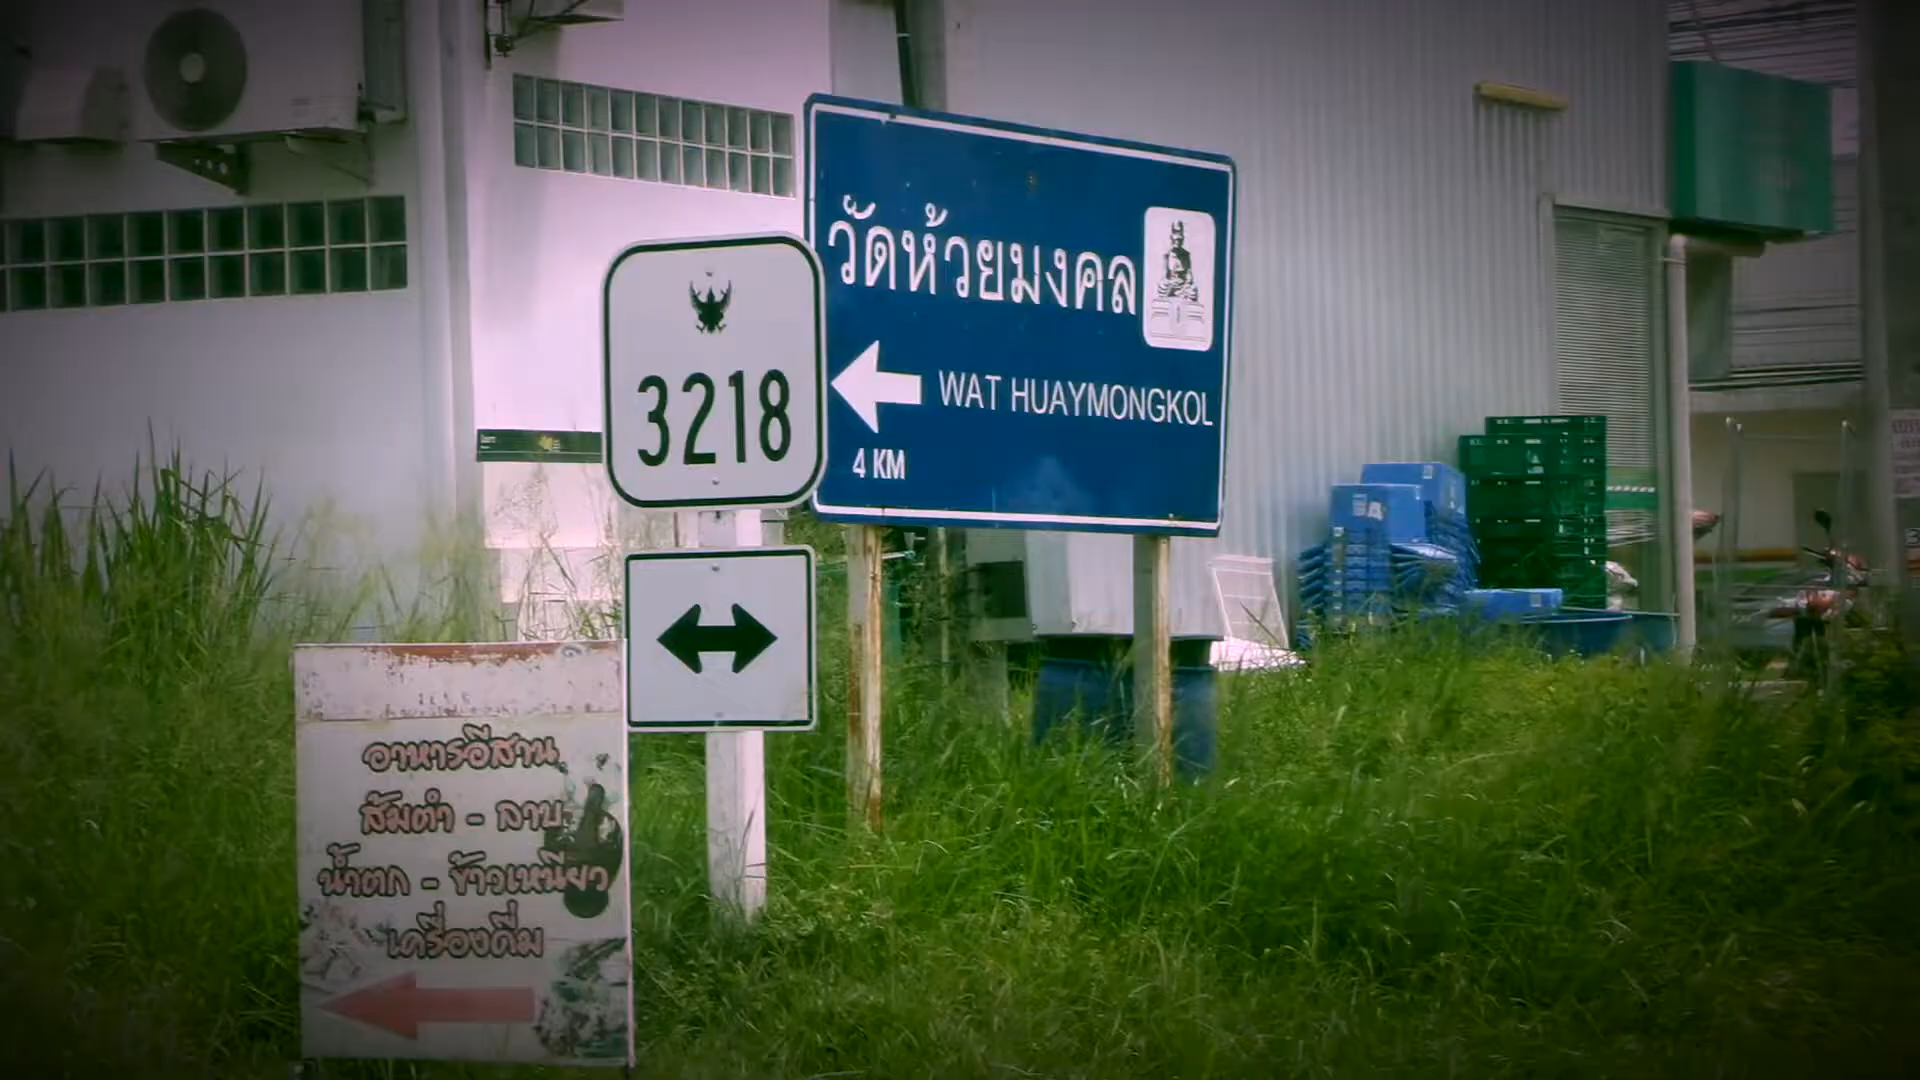 วัดห้วยมงคล
WAT HUAYMONGKOL
4 KM
3218
อาหารอีสาน
ส้มตำ - ลาบ
น้ำตก - ข้าวเหนียว
เครื่องดื่ม